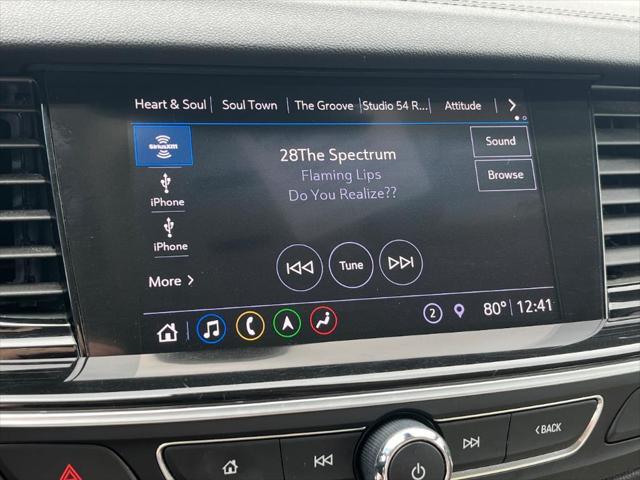 Heart & Soul Soul Town The Groove Studio 54 R... Attitude
SiriusXM
28The Spectrum
Sound
Flaming Lips
iPhone
Do You Realize??
Browse
iPhone
More
Tune
2 80° 12:41
BACK